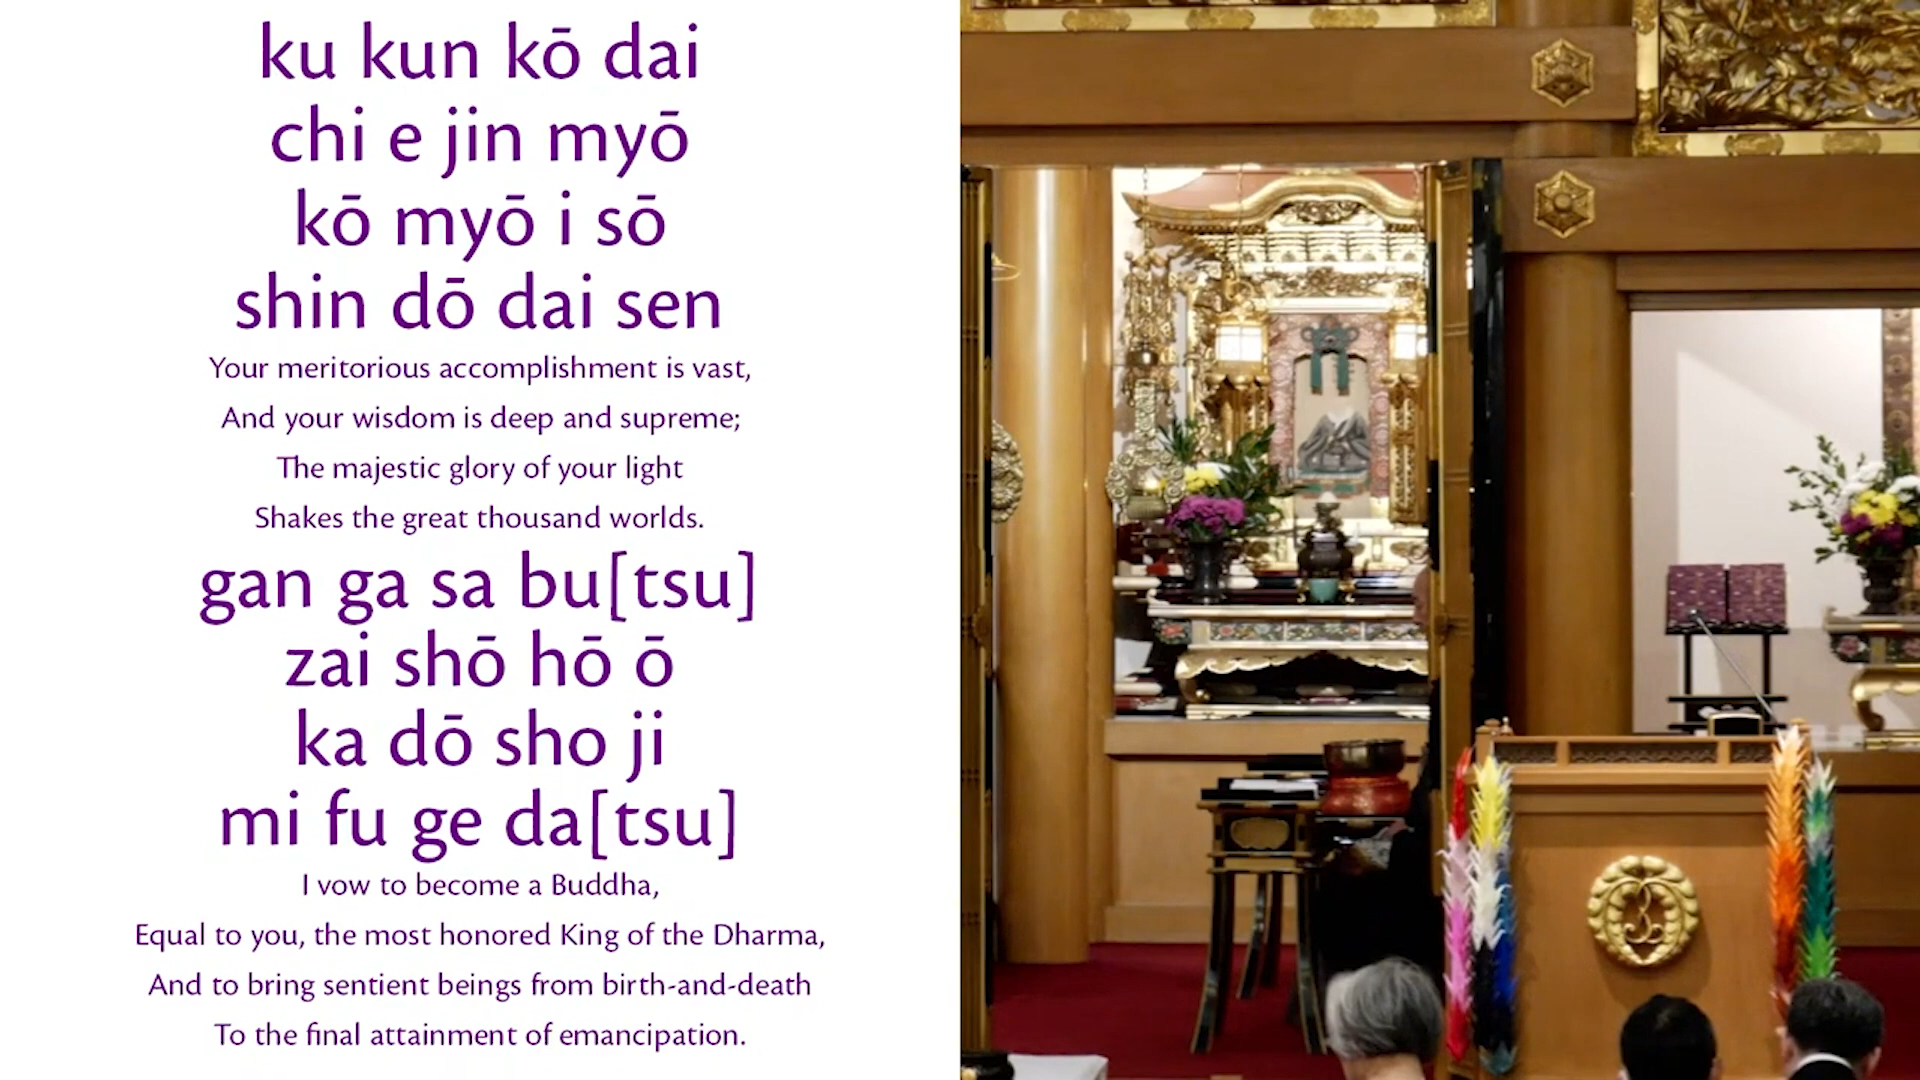 ku kun kō dai
chi e jin myō
kō myō i sō
shin dō dai sen
Your meritorious accomplishment is vast,
And your wisdom is deep and supreme;
The majestic glory of your light
Shakes the great thousand worlds.
gan ga sa bu[tsu]
zai shō hō ō
ka dō sho ji
mi fu ge da[tsu]
I vow to become a Buddha,
Equal to you, the most honored King of the Dharma,
And to bring sentient beings from birth-and-death
To the final attainment of emancipation.